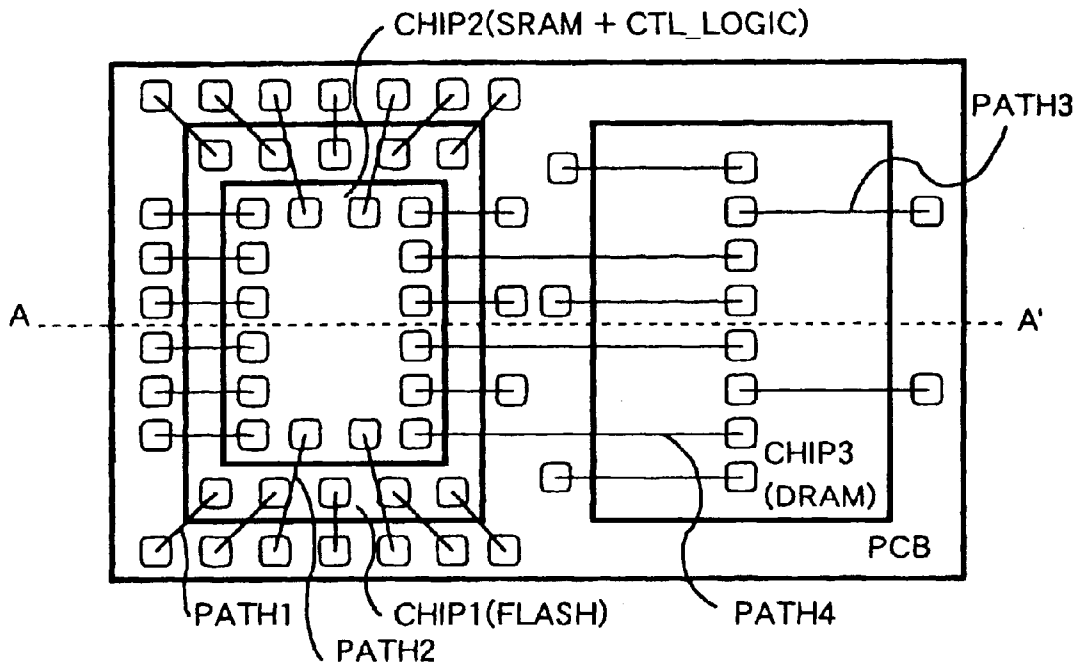 CHIP2(SRAM + CTL_LOGIC)
PATH3
A
A'
CHIP3
(DRAM)
PCB
PATH1
CHIP1(FLASH)
PATH4
PATH2